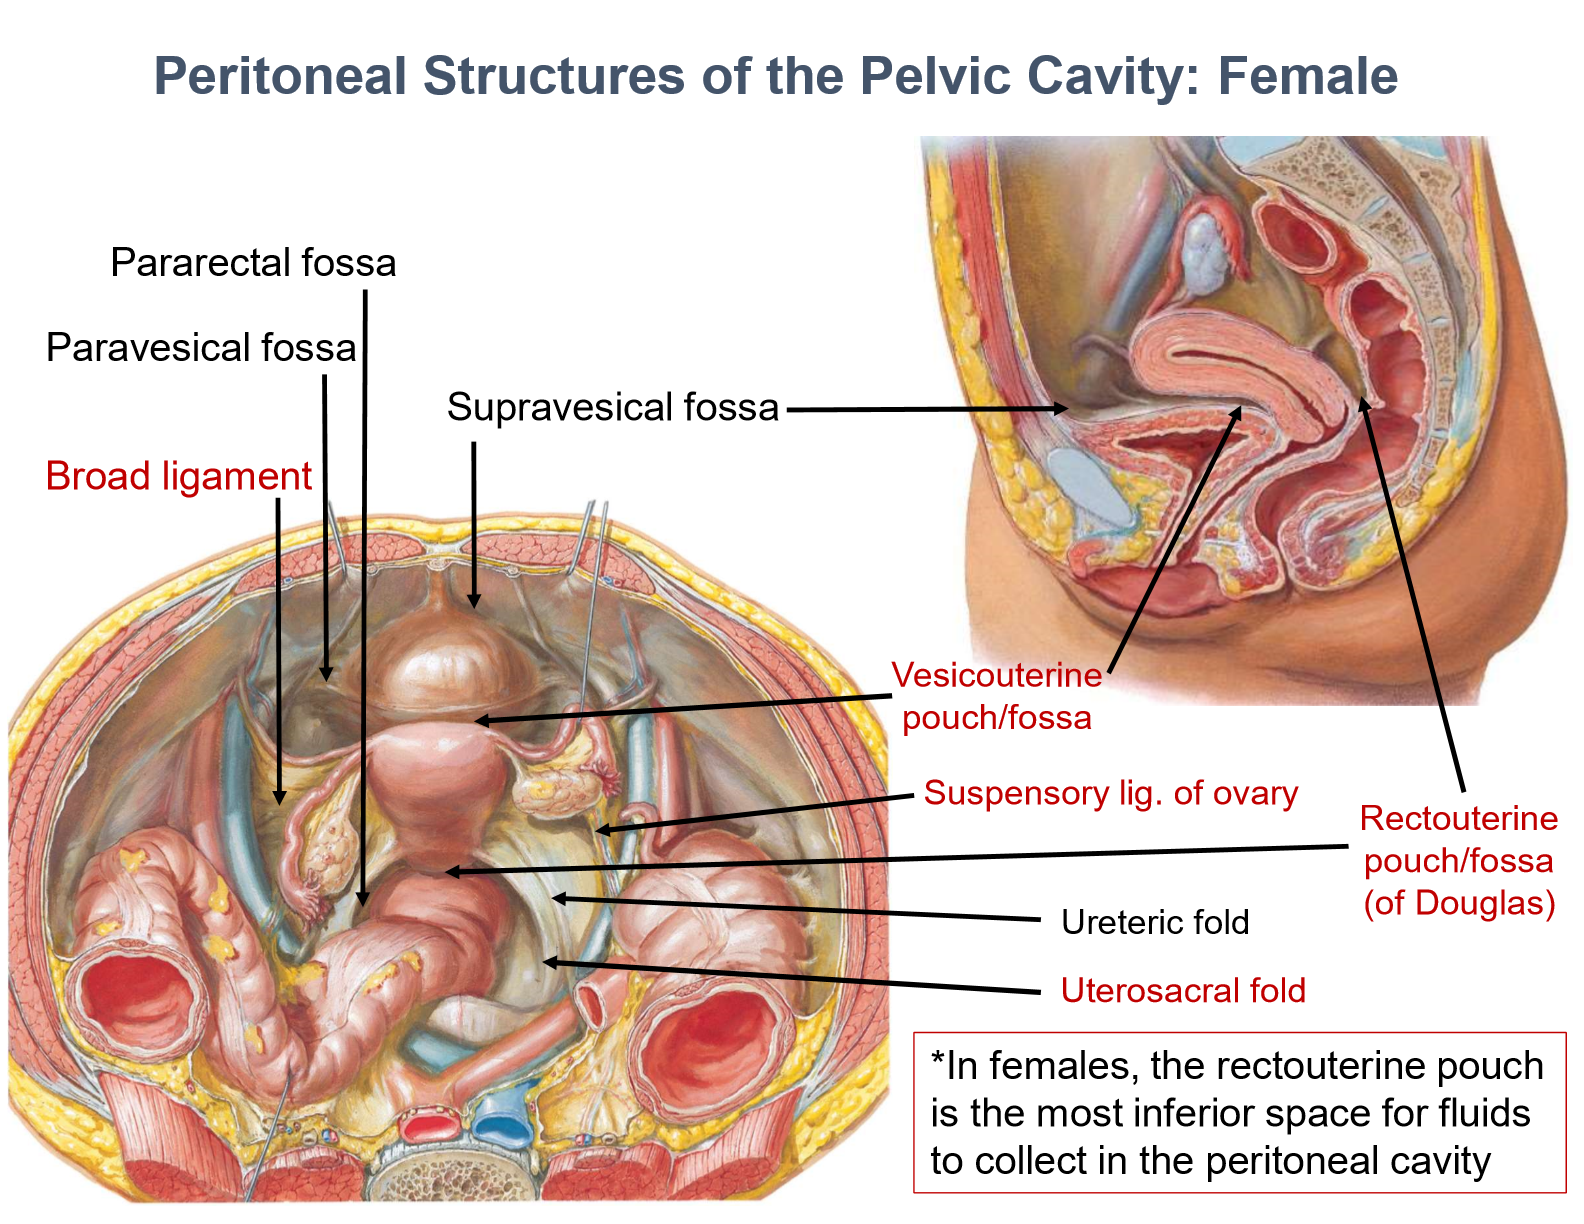 Peritoneal Structures of the Pelvic Cavity: Female
Pararectal fossa
Paravesical fossa
Supravesical fossa
Broad ligament
Vesicouterine
pouch/fossa
Suspensory lig. of ovary
Rectouterine
pouch/fossa
(of Douglas)
Ureteric fold
Uterosacral fold
*In females, the rectouterine pouch
is the most inferior space for fluids
to collect in the peritoneal cavity